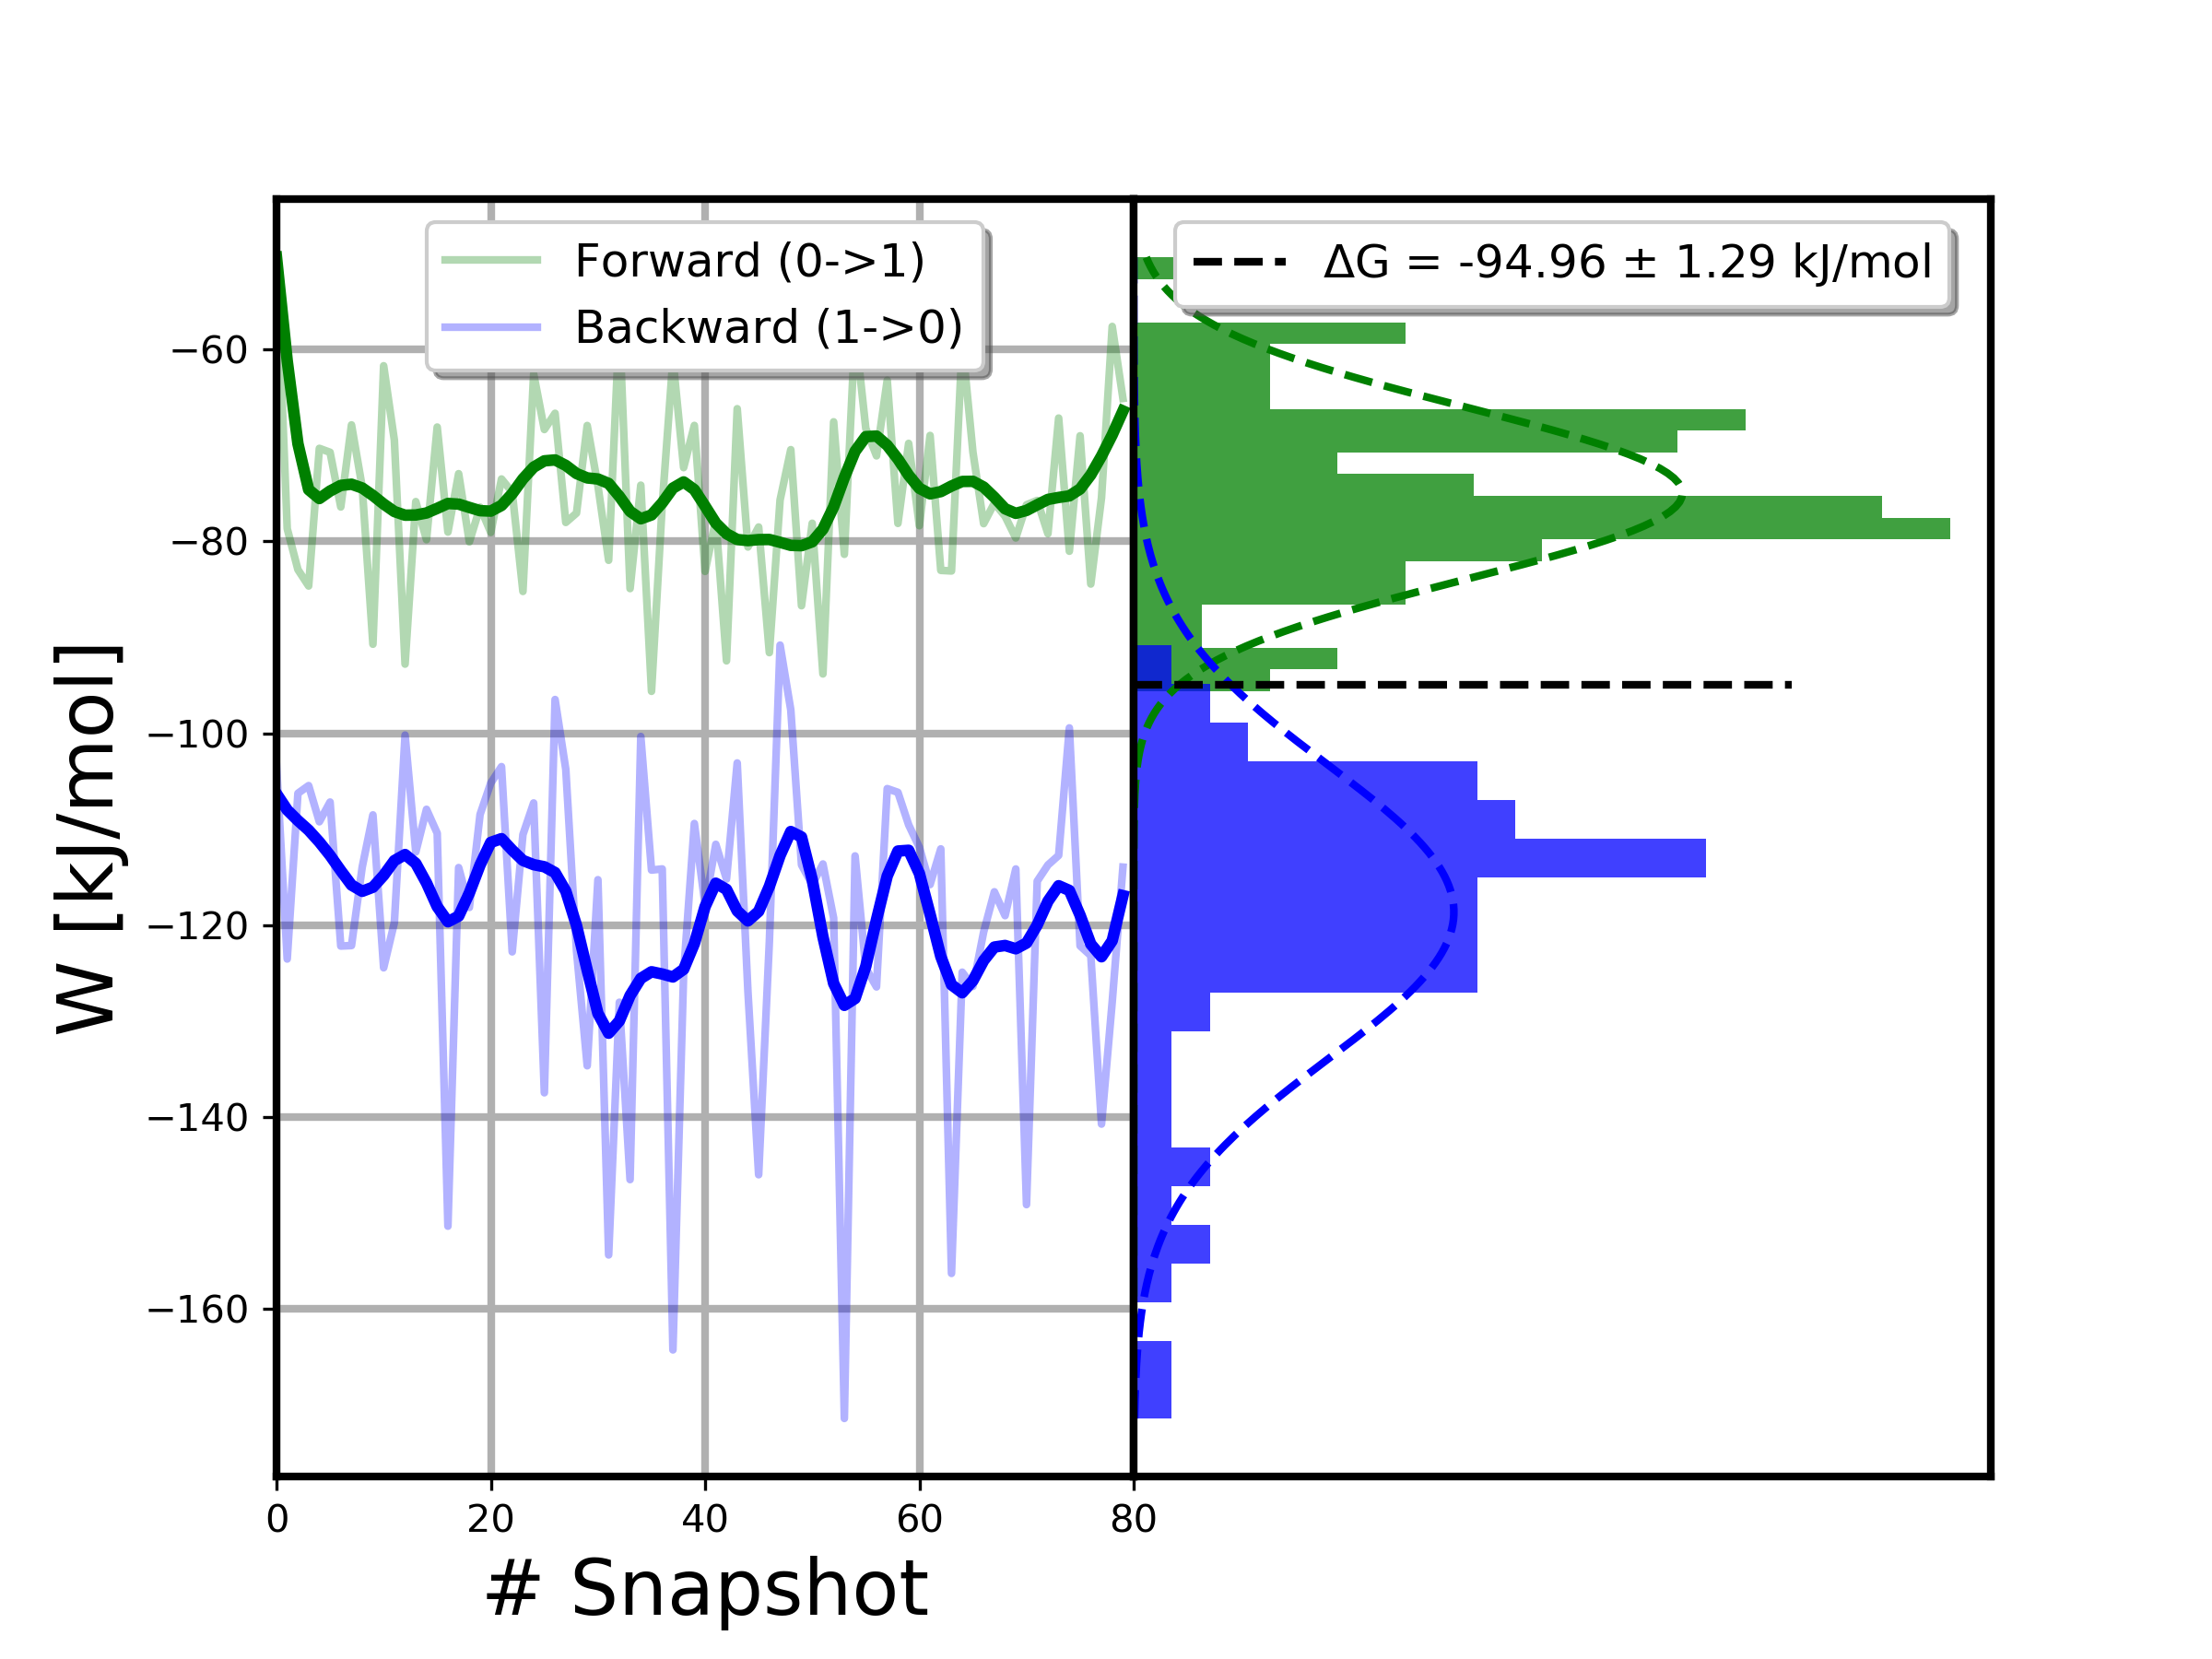 Forward (0->1)
Backward (1->0)
ΔG = -94.96 ± 1.29 kJ/mol
W [kJ/mol]
−60
−80
−100
−120
−140
−160
0 20 40 60 80
# Snapshot